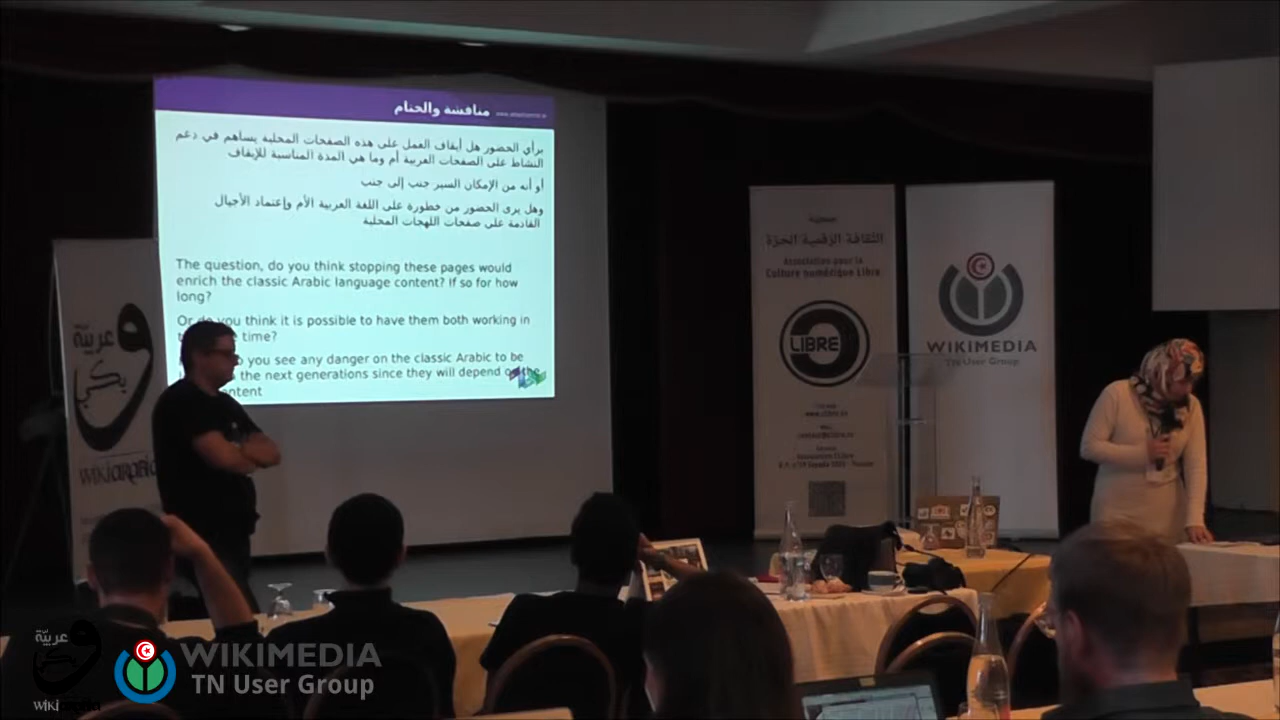 مناقشة والختام
برأي الحضور هل أيقاف العمل على هذه الصفحات المحلية يساهم في دعم
النشاط على الصفحات العربية أم وما هي المدة المناسبة للإيقاف
أو أنه من الإمكان السير جنب إلى جنب
وهل يرى الحضور من خطورة على اللغة العربية الأم وإعتماد الأجيال
القادمة على صفحات اللهجات المحلية
The question, do you think stopping these pages would
enrich the classic Arabic language content? If so for how
long?
Or do you think it is possible to have them both working in
time?
you see any danger on the classic Arabic to be
the next generations since they will depend on the
عربية
ويكي
الثقافة الرقمية الحرة
Association pour la
Culture numérique Libre
LIBRE
WIKIMEDIA
TN User Group
عربية
WIKI
WIKIMEDIA
TN User Group